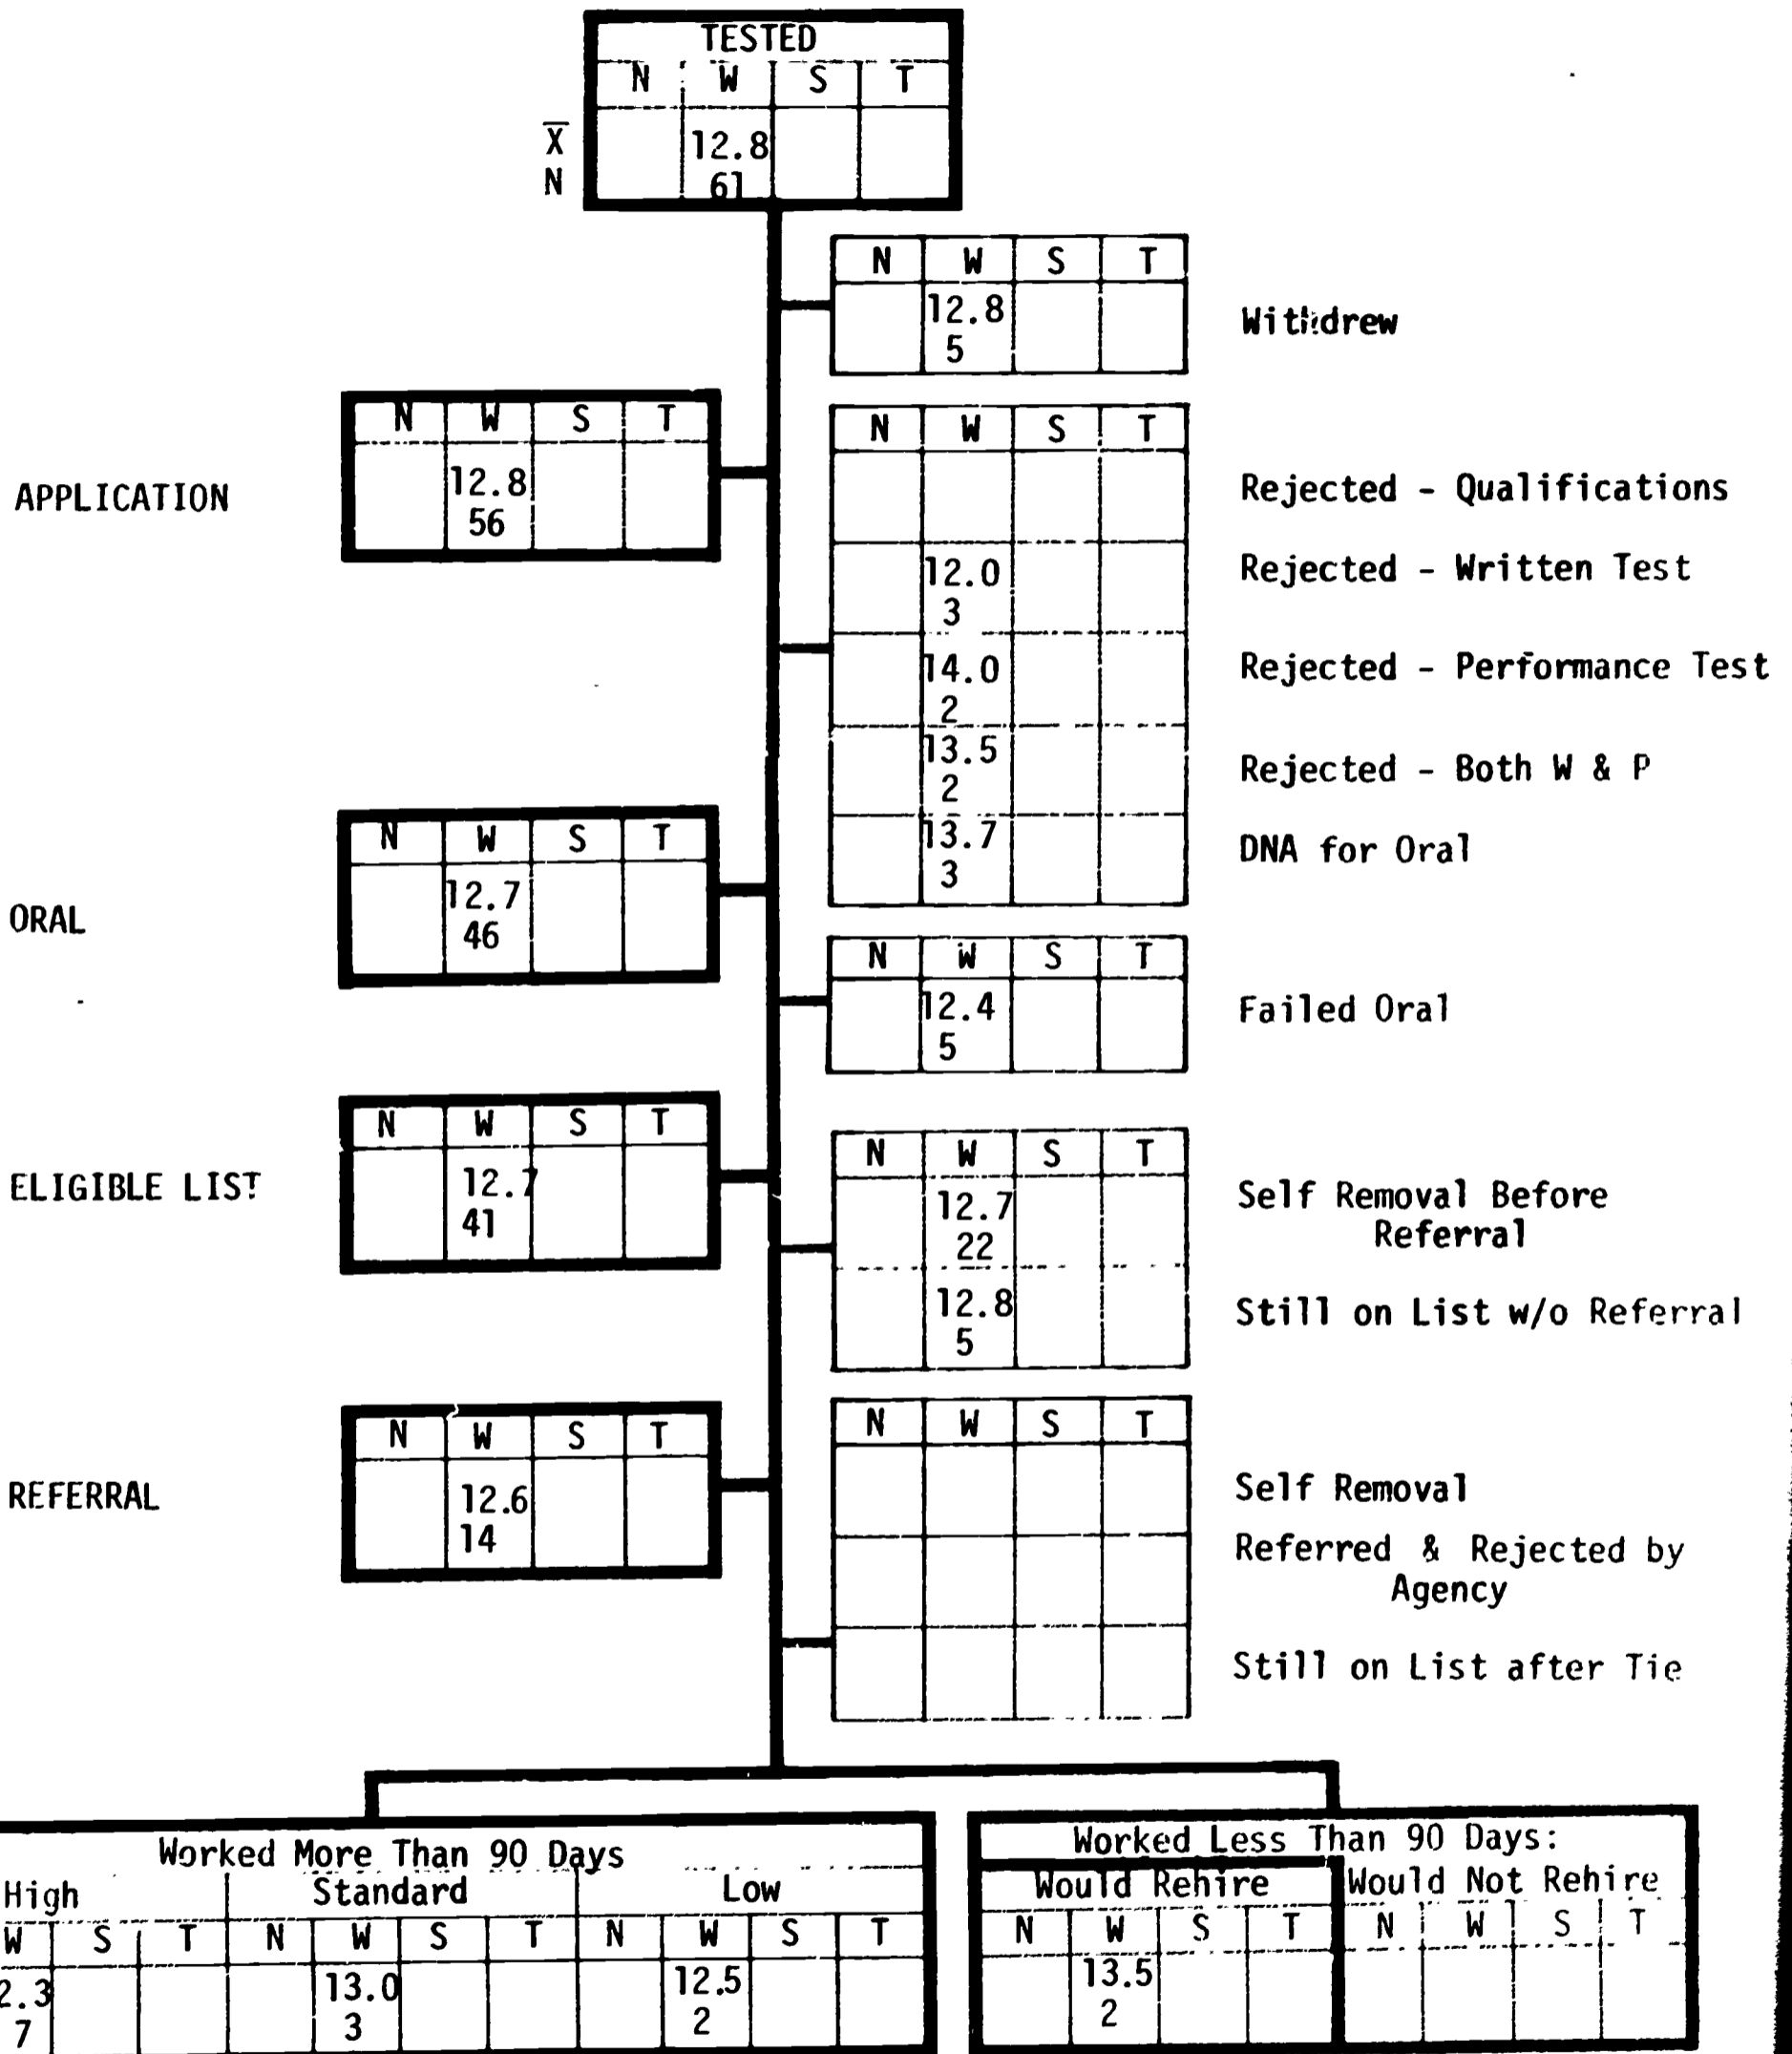 TESTED
N W S T
X̅ 12.8
N 61
N W S T
12.8
5
Withdrew
APPLICATION
N W S T
12.8
56
N W S T
Rejected - Qualifications
12.0
3
Rejected - Written Test
14.0
2
Rejected - Performance Test
13.5
2
Rejected - Both W & P
13.7
3
DNA for Oral
ORAL
N W S T
12.7
46
N W S T
12.4
5
Failed Oral
ELIGIBLE LIST
N W S T
12.7
41
N W S T
12.7
22
Self Removal Before
Referral
12.8
5
Still on List w/o Referral
REFERRAL
N W S T
12.6
14
N W S T
Self Removal
Referred & Rejected by
Agency
Still on List after Tie
Worked More Than 90 Days
High Standard Low
W S T N W S T N W S T
2.3 13.0 12.5
7 3 2
Worked Less Than 90 Days:
Would Rehire Would Not Rehire
N W S T N W S T
13.5
2